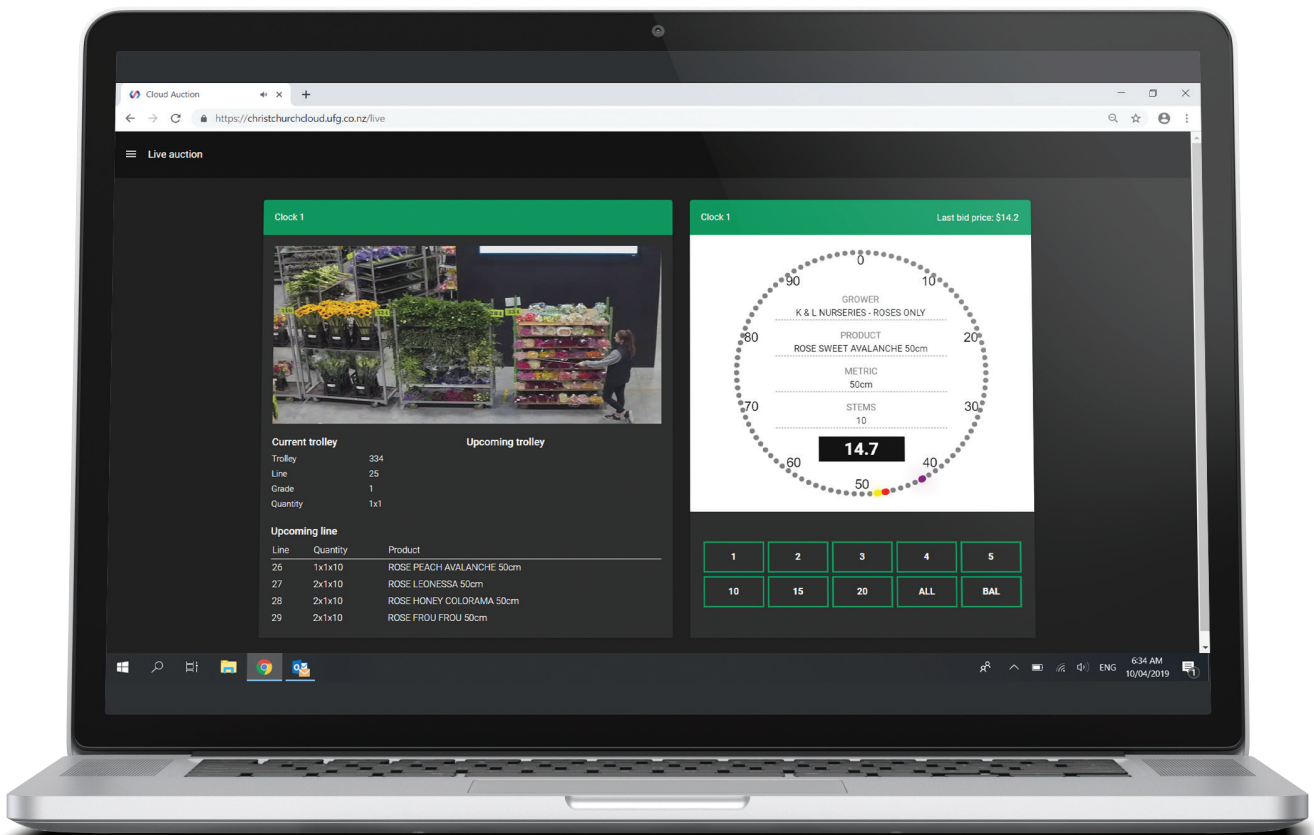 Cloud Auction
https://christchurchcloud.ufg.co.nz/live
Live auction
Clock 1
334
334
334
Current trolley
Upcoming trolley
Trolley 334
Line 25
Grade 1
Quantity 1x1
Upcoming line
Line Quantity Product
26 1x1x10 ROSE PEACH AVALANCHE 50cm
27 2x1x10 ROSE LEONESSA 50cm
28 2x1x10 ROSE HONEY COLORAMA 50cm
29 2x1x10 ROSE FROU FROU 50cm
Clock 1 Last bid price: $14.2
0
10
20
30
40
50
60
70
80
90
GROWER
K & L NURSERIES - ROSES ONLY
PRODUCT
ROSE SWEET AVALANCHE 50cm
METRIC
50cm
STEMS
10
14.7
1 2 3 4 5
10 15 20 ALL BAL
ENG
6:34 AM
10/04/2019
1